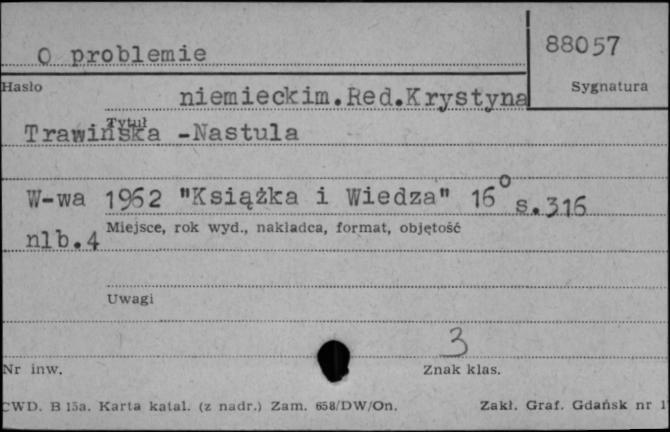 O problemie
88057
Hasło
Sygnatura
niemieckim.Red.Krystyna
Tytuł
Trawińska -Nastula
W-wa 1962 "Książka i Wiedza" 16° s.316
Miejsce, rok wyd., nakładca, format, objętość
nlb.4
Uwagi
3
Nr inw.
Znak klas.
CWD. B 15a. Karta katal. (z nadr.) Zam. 658/DW/On.
Zakł. Graf. Gdańsk nr